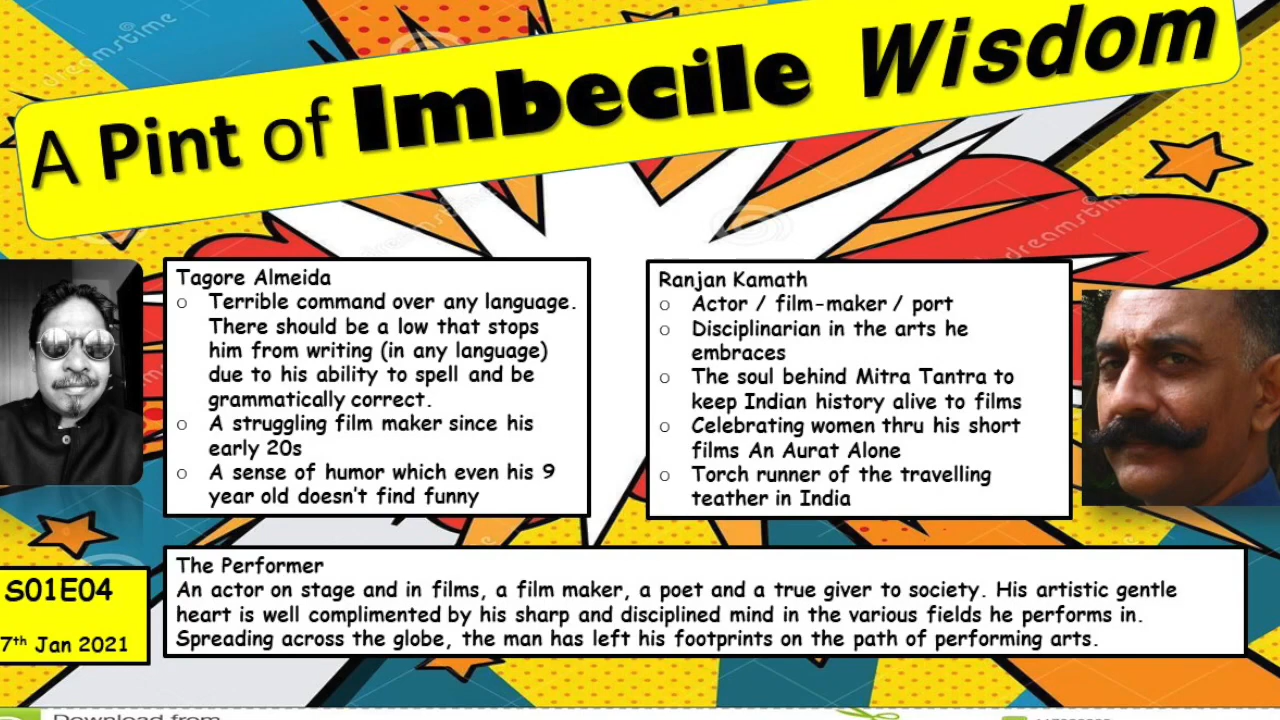 A Pint of Imbecile Wisdom
Tagore Almeida
o Terrible command over any language.
There should be a low that stops
him from writing (in any language)
due to his ability to spell and be
grammatically correct.
o A struggling film maker since his
early 20s
o A sense of humor which even his 9
year old doesn't find funny
Ranjan Kamath
o Actor / film-maker / port
o Disciplinarian in the arts he
embraces
o The soul behind Mitra Tantra to
keep Indian history alive to films
o Celebrating women thru his short
films An Aurat Alone
o Torch runner of the travelling
teather in India
The Performer
An actor on stage and in films, a film maker, a poet and a true giver to society. His artistic gentle
heart is well complimented by his sharp and disciplined mind in the various fields he performs in.
Spreading across the globe, the man has left his footprints on the path of performing arts.
S01E04
7th Jan 2021
dreamstime
dreamstime
Download from